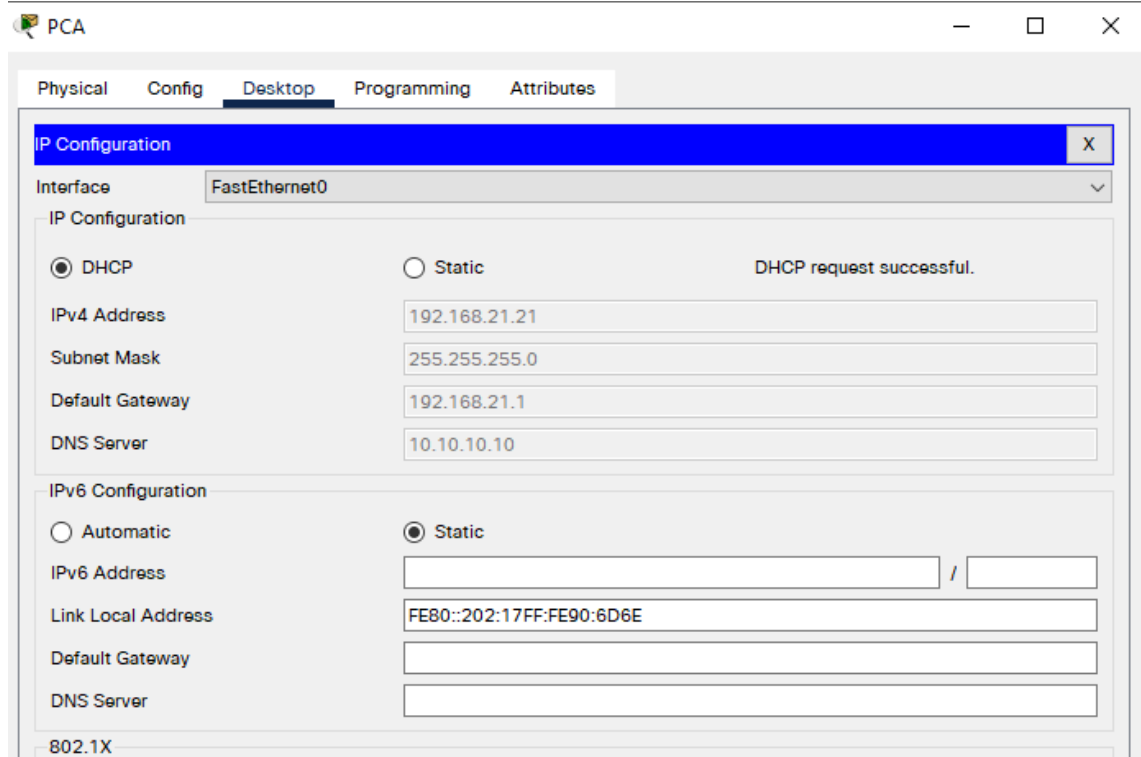 PCA
Physical Config Desktop Programming Attributes
IP Configuration X
Interface FastEthernet0
IP Configuration
DHCP Static DHCP request successful.
IPv4 Address 192.168.21.21
Subnet Mask 255.255.255.0
Default Gateway 192.168.21.1
DNS Server 10.10.10.10
IPv6 Configuration
Automatic Static
IPv6 Address /
Link Local Address FE80::202:17FF:FE90:6D6E
Default Gateway
DNS Server
802.1X